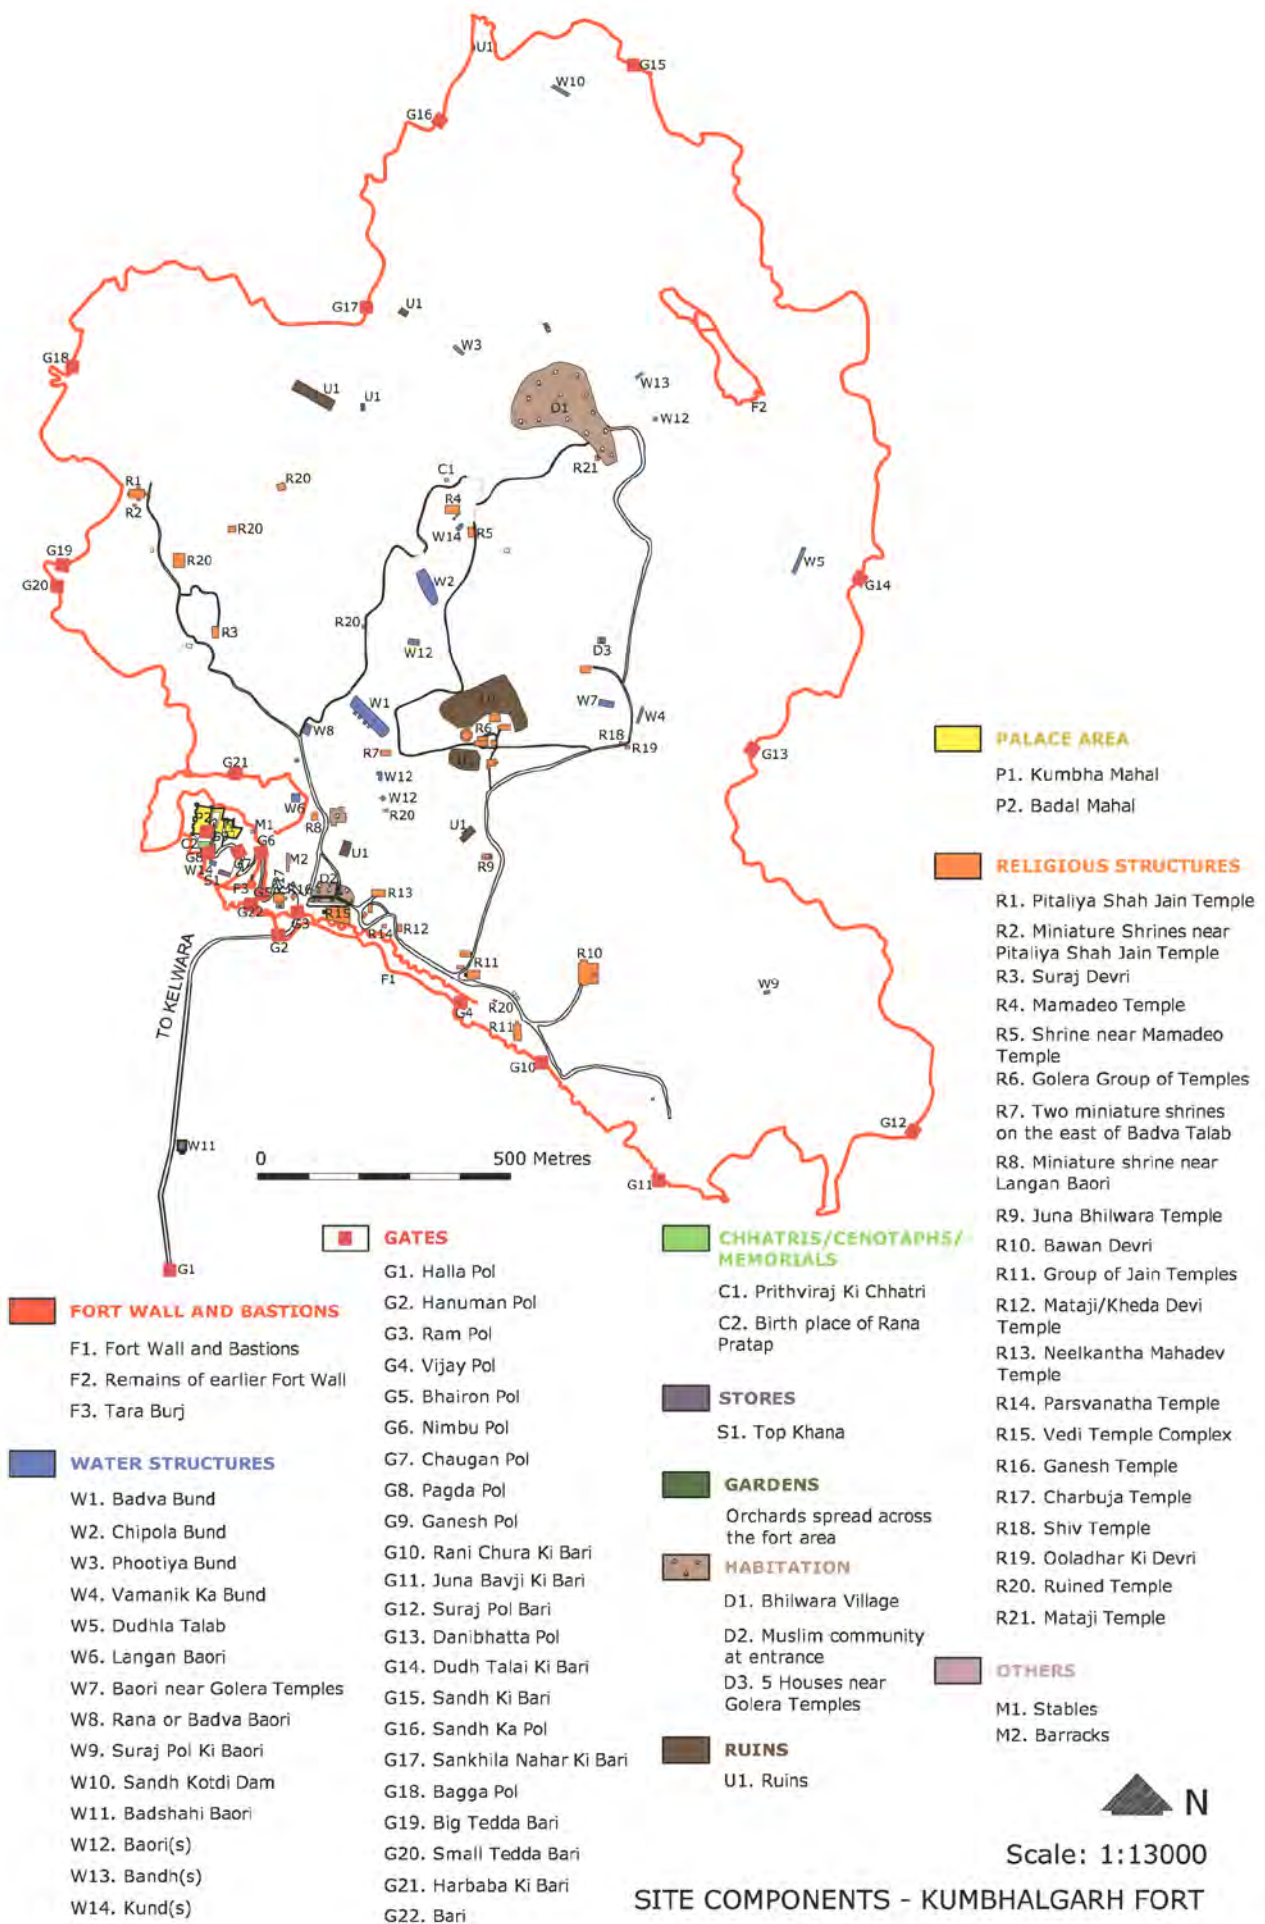 U1
G15
W10
G16
G17
U1
W3
G18
W13
F2
U1
U1
D1
W12
R21
C1
R1
R20
R4
R2
R20
W14
R5
G19
R20
W5
G20
W2
G14
R20
R3
W12
D3
W1
W7
W4
W8
R6
R18
R19
G13
R7
G21
W12
W6
W12
R20
P2
M1
R8
U1
C2
G6
U1
G8
G7
M2
R9
W14
S1
D2
F3
R17
R16
R13
G5
G22
G3
R15
R14
R12
G2
R11
R10
F1
TO KELWARA
W9
G4
R20
R11
G10
G12
W11
0 500 Metres
G11
G1
FORT WALL AND BASTIONS
F1. Fort Wall and Bastions
F2. Remains of earlier Fort Wall
F3. Tara Burj
WATER STRUCTURES
W1. Badva Bund
W2. Chipola Bund
W3. Phootiya Bund
W4. Vamanik Ka Bund
W5. Dudhla Talab
W6. Langan Baori
W7. Baori near Golera Temples
W8. Rana or Badva Baori
W9. Suraj Pol Ki Baori
W10. Sandh Kotdi Dam
W11. Badshahi Baori
W12. Baori(s)
W13. Bandh(s)
W14. Kund(s)
GATES
G1. Halla Pol
G2. Hanuman Pol
G3. Ram Pol
G4. Vijay Pol
G5. Bhairon Pol
G6. Nimbu Pol
G7. Chaugan Pol
G8. Pagda Pol
G9. Ganesh Pol
G10. Rani Chura Ki Bari
G11. Juna Bavji Ki Bari
G12. Suraj Pol Bari
G13. Danibhatta Pol
G14. Dudh Talai Ki Bari
G15. Sandh Ki Bari
G16. Sandh Ka Pol
G17. Sankhila Nahar Ki Bari
G18. Bagga Pol
G19. Big Tedda Bari
G20. Small Tedda Bari
G21. Harbaba Ki Bari
G22. Bari
CHHATRIS/CENOTAPHS/
MEMORIALS
C1. Prithviraj Ki Chhatri
C2. Birth place of Rana
Pratap
STORES
S1. Top Khana
GARDENS
Orchards spread across
the fort area
HABITATION
D1. Bhilwara Village
D2. Muslim community
at entrance
D3. 5 Houses near
Golera Temples
RUINS
U1. Ruins
PALACE AREA
P1. Kumbha Mahal
P2. Badal Mahal
RELIGIOUS STRUCTURES
R1. Pitaliya Shah Jain Temple
R2. Miniature Shrines near
Pitaliya Shah Jain Temple
R3. Suraj Devri
R4. Mamadeo Temple
R5. Shrine near Mamadeo
Temple
R6. Golera Group of Temples
R7. Two miniature shrines
on the east of Badva Talab
R8. Miniature shrine near
Langan Baori
R9. Juna Bhilwara Temple
R10. Bawan Devri
R11. Group of Jain Temples
R12. Mataji/Kheda Devi
Temple
R13. Neelkantha Mahadev
Temple
R14. Parsvanatha Temple
R15. Vedi Temple Complex
R16. Ganesh Temple
R17. Charbuja Temple
R18. Shiv Temple
R19. Ooladhar Ki Devri
R20. Ruined Temple
R21. Mataji Temple
OTHERS
M1. Stables
M2. Barracks
N
Scale: 1:13000
SITE COMPONENTS - KUMBHALGARH FORT